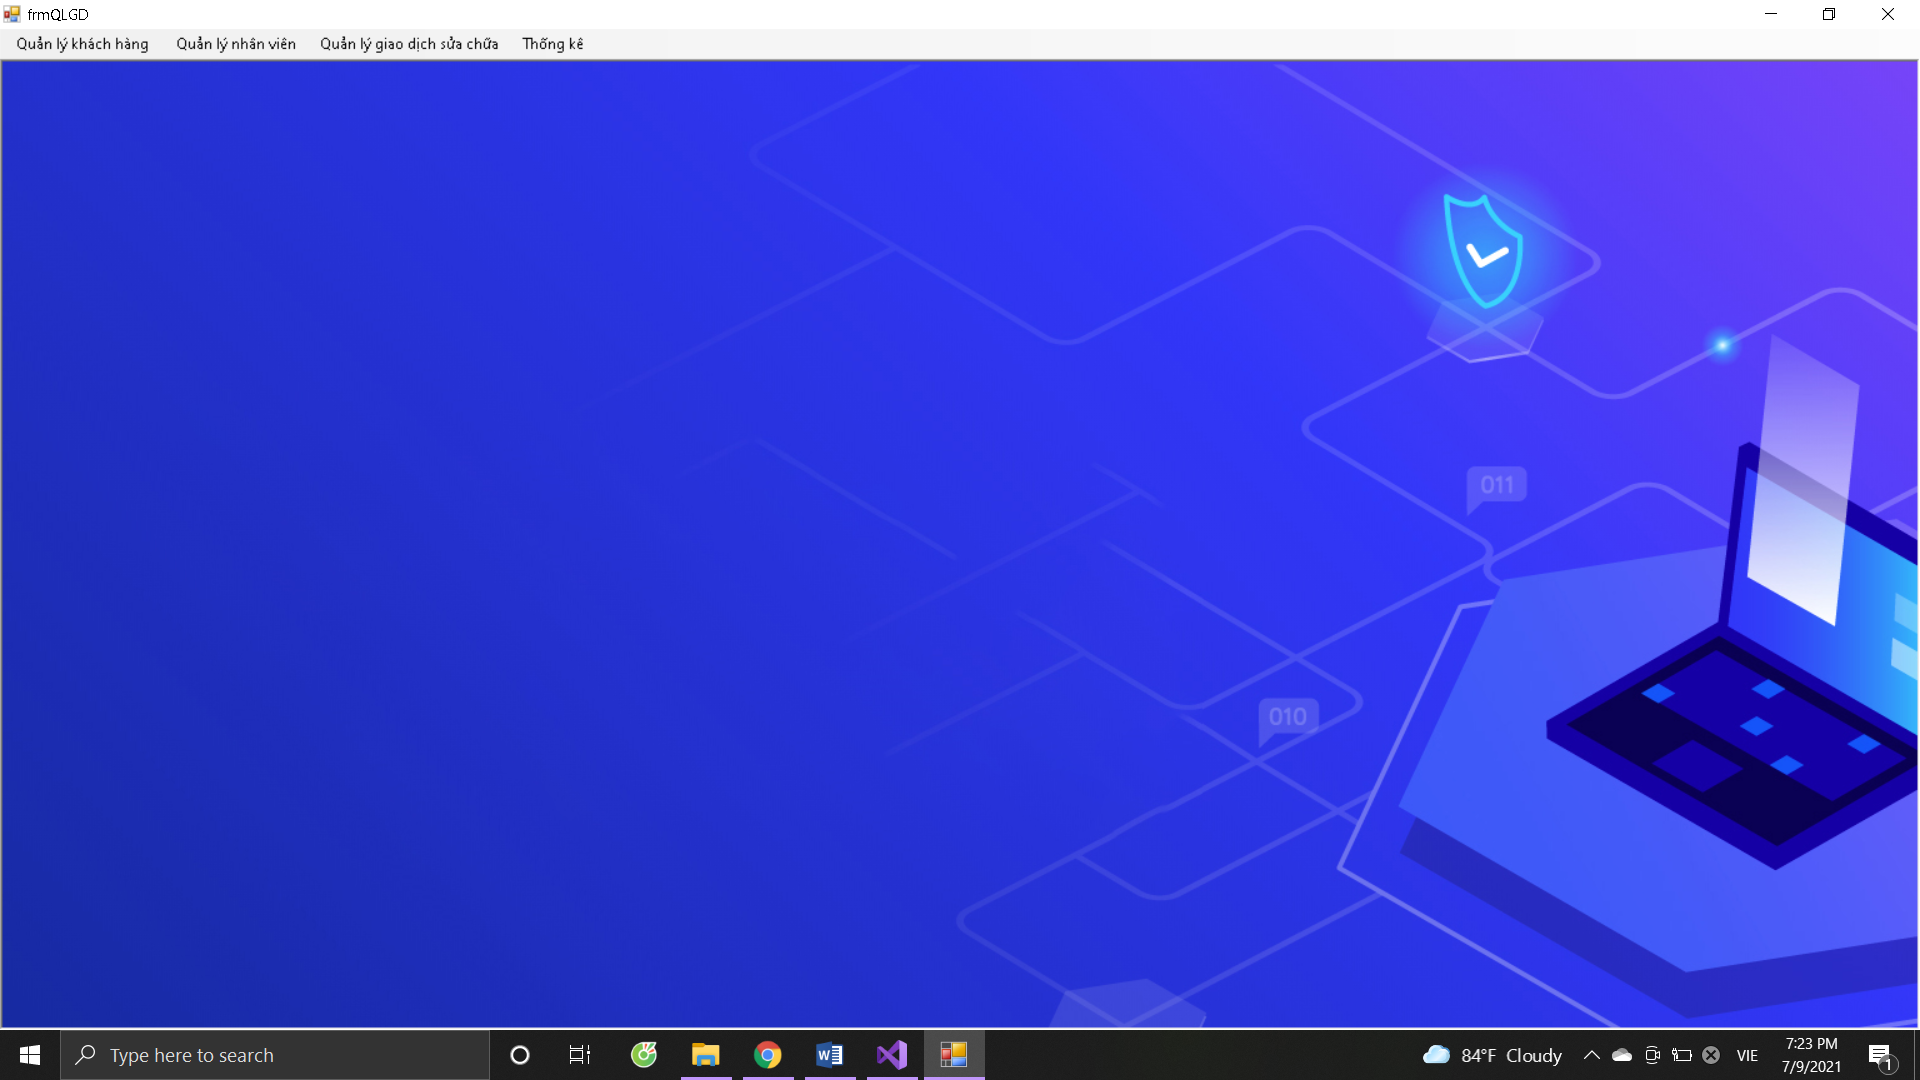 frmQLGD
Quản lý khách hàng Quản lý nhân viên Quản lý giao dịch sửa chữa Thống kê
011
010
Type here to search
84°F Cloudy
VIE
7:23 PM
7/9/2021
1